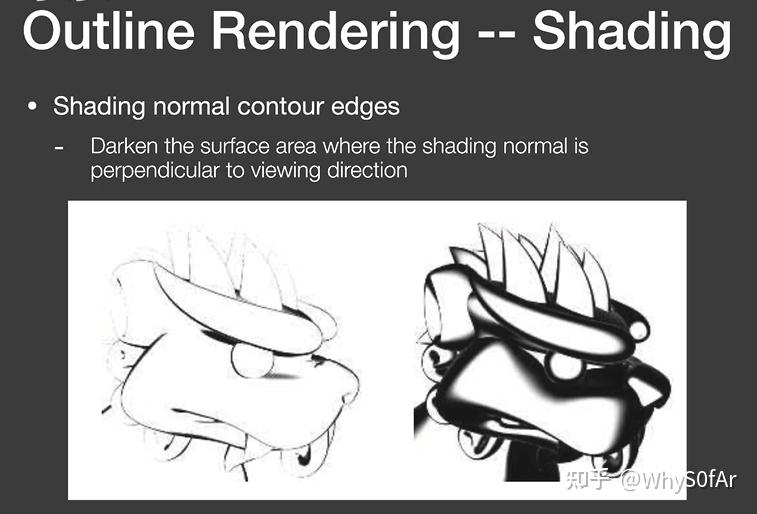 Outline Rendering -- Shading
• Shading normal contour edges
- Darken the surface area where the shading normal is
perpendicular to viewing direction
知乎 @WhyS0fAr